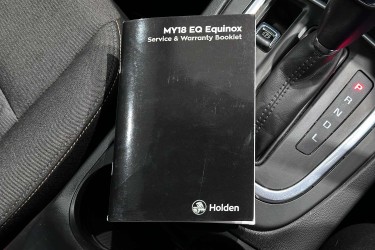 MY18 EQ Equinox
Service & Warranty Booklet
Holden
P
R
N
D
L